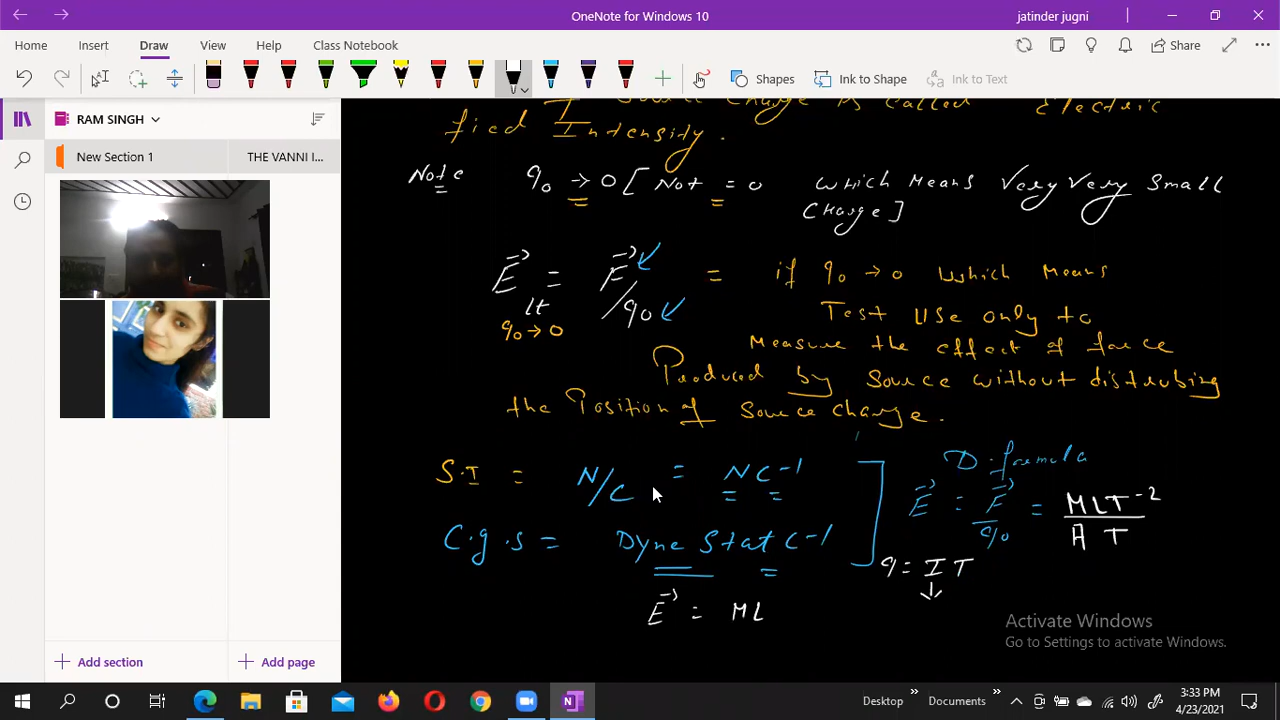 OneNote for Windows 10
jatinder jugni
Home Insert Draw View Help Class Notebook
Share
Shapes Ink to Shape Ink to Text
RAM SINGH
New Section 1 THE VANNI I...
Source Charge is Called Electric
fied Intensity.
Note q0 → 0 [ Not = 0 which Means Very Very Small
Charge]
E = F/q0 = if q0 → 0 which Means
lt
q0 → 0
Test Use only to
Measure the effect of force
Produced by Source without disturbing
the Position of Source Charge.
S.I = N/C = NC-1
C.g.s = Dyne Stat C-1
D.formula
E = F/q0 = MLT-2/AT
q = IT
↓
E = ML
Activate Windows
Go to Settings to activate Windows.
Add section Add page
Desktop » Documents »
3:33 PM
4/23/2021